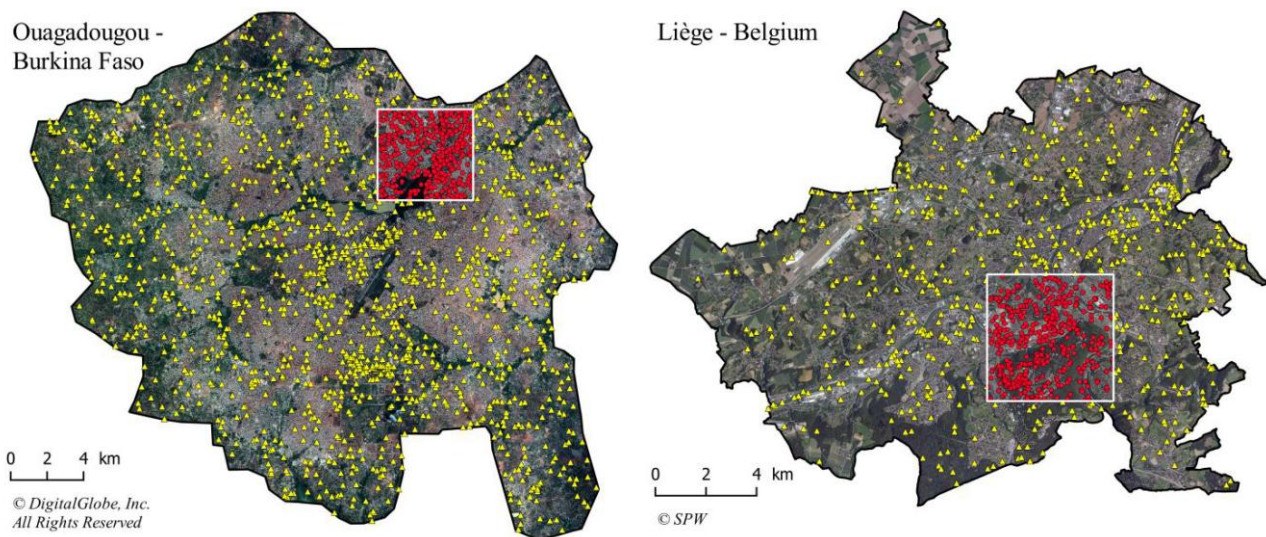 Ouagadougou -
Burkina Faso
0 2 4 km
© DigitalGlobe, Inc.
All Rights Reserved
Liège - Belgium
0 2 4 km
© SPW